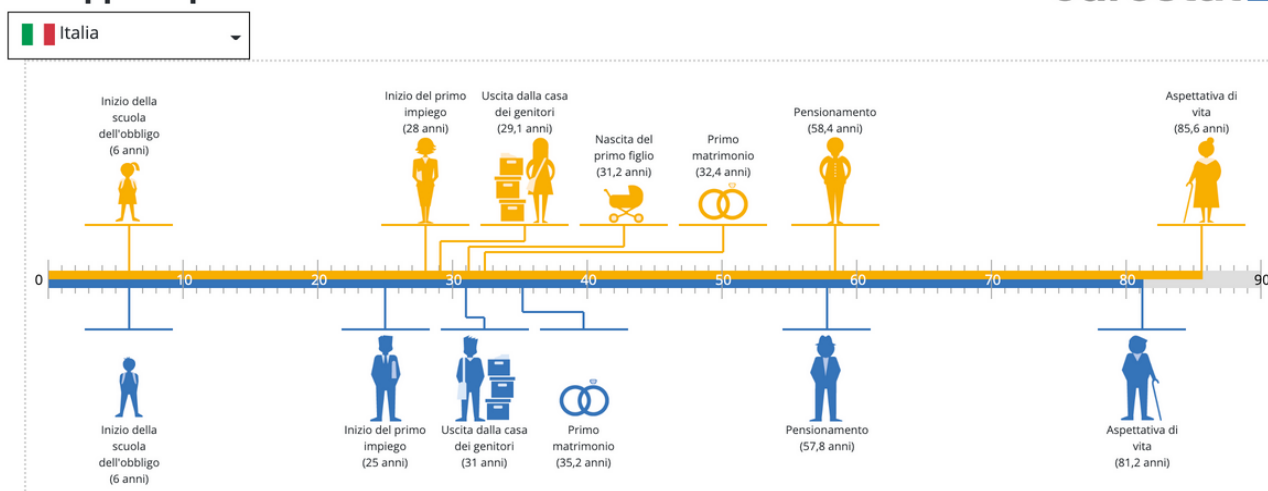 Italia
Inizio della
scuola
dell'obbligo
(6 anni)
Inizio del primo
impiego
(28 anni)
Uscita dalla casa
dei genitori
(29,1 anni)
Nascita del
primo figlio
(31,2 anni)
Primo
matrimonio
(32,4 anni)
Pensionamento
(58,4 anni)
Aspettativa di
vita
(85,6 anni)
0 10 20 30 40 50 60 70 80 90
Inizio della
scuola
dell'obbligo
(6 anni)
Inizio del primo
impiego
(25 anni)
Uscita dalla casa
dei genitori
(31 anni)
Primo
matrimonio
(35,2 anni)
Pensionamento
(57,8 anni)
Aspettativa di
vita
(81,2 anni)